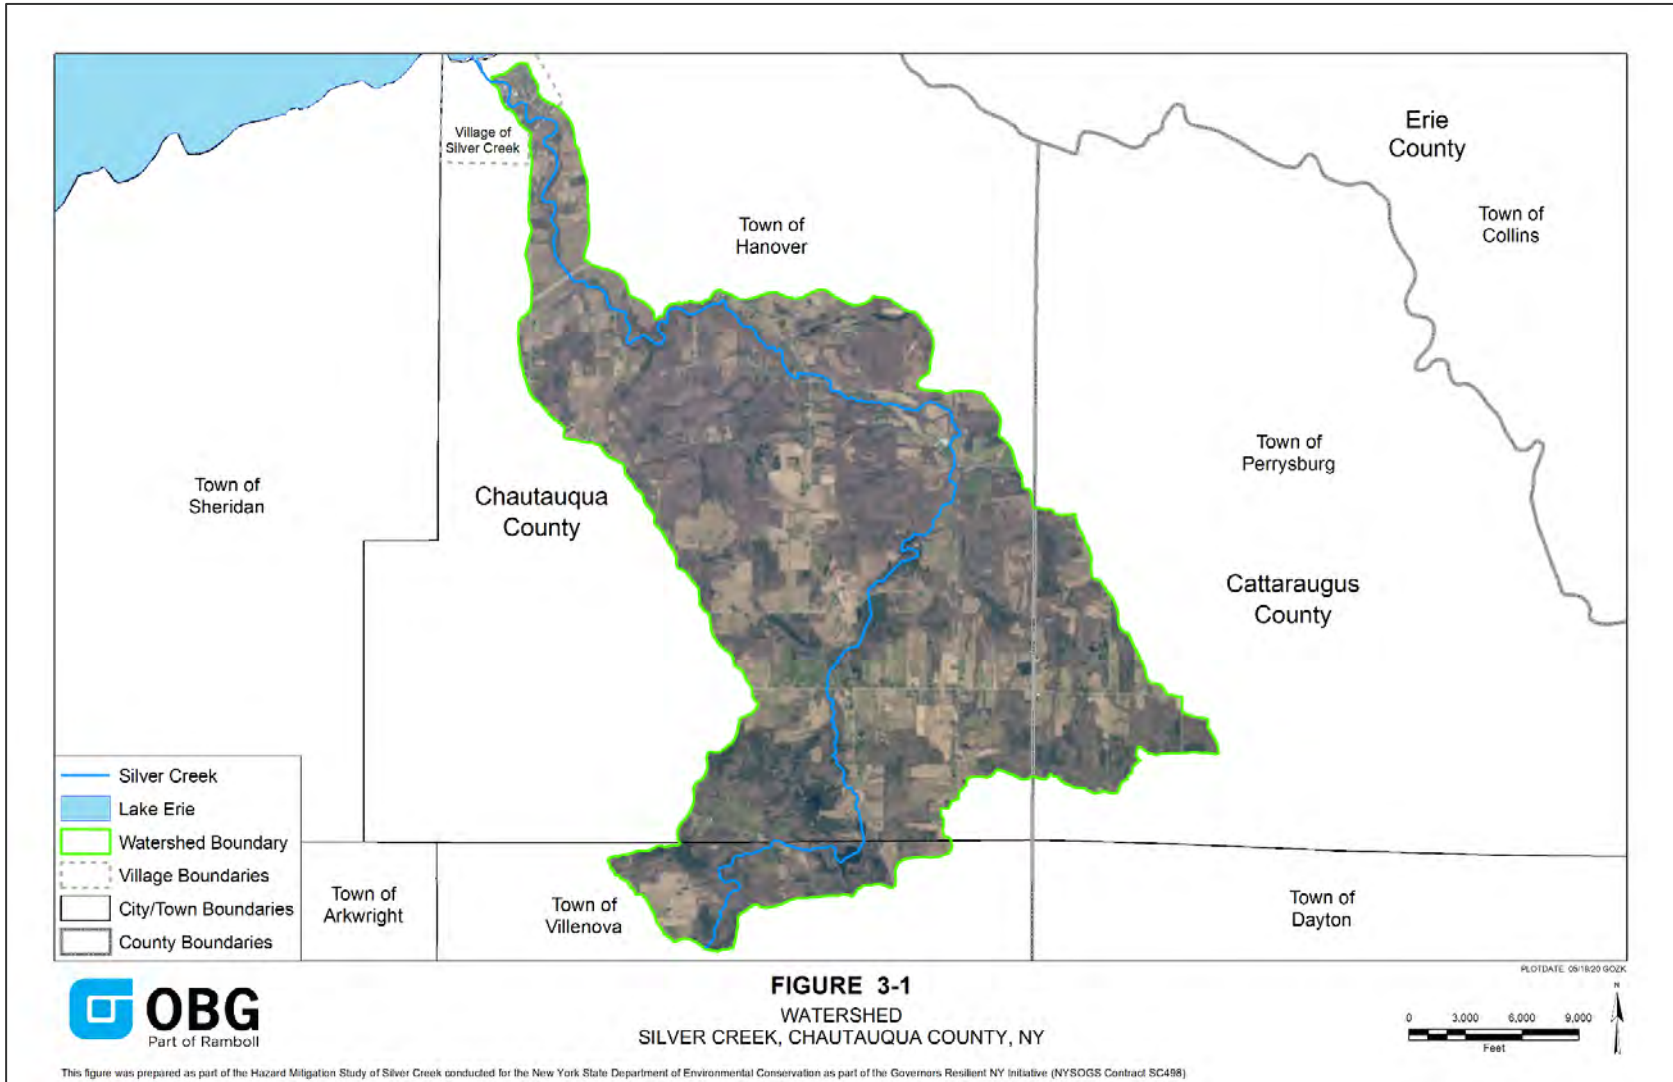 Erie
County
Village of
Silver Creek
Town of
Hanover
Town of
Collins
Town of
Sheridan
Chautauqua
County
Town of
Perrysburg
Cattaraugus
County
Silver Creek
Lake Erie
Watershed Boundary
Village Boundaries
City/Town Boundaries
County Boundaries
Town of
Arkwright
Town of
Villenova
Town of
Dayton
PLOTDATE: 05/18/20 GOZK
OBG
Part of Ramboll
FIGURE 3-1
WATERSHED
SILVER CREEK, CHAUTAUQUA COUNTY, NY
N
0 3,000 6,000 9,000
Feet
This figure was prepared as part of the Hazard Mitigation Study of Silver Creek conducted for the New York State Department of Environmental Conservation as part of the Governors Resilient NY Initiative (NYSOGS Contract SC498)